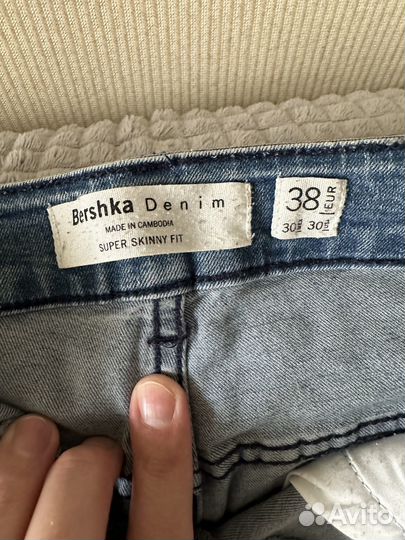 Bershka Denim
MADE IN CAMBODIA
SUPER SKINNY FIT
38 EUR
30 30
Avito